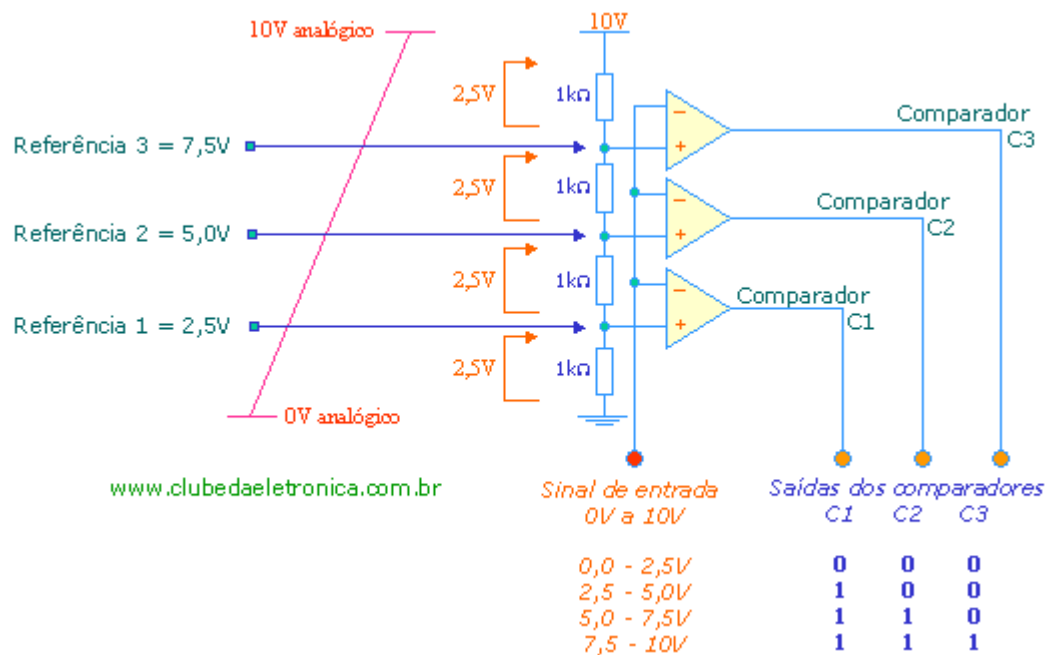 10V analógico
10V
2,5V
1kΩ
Comparador
C3
Referência 3 = 7,5V
2,5V
1kΩ
Comparador
C2
Referência 2 = 5,0V
2,5V
1kΩ
Comparador
C1
Referência 1 = 2,5V
2,5V
1kΩ
0V analógico
- +
- +
- +
www.clubedaeletronica.com.br
Sinal de entrada
0V a 10V
Saídas dos comparadores
C1 C2 C3
0,0 - 2,5V 0 0 0
2,5 - 5,0V 1 0 0
5,0 - 7,5V 1 1 0
7,5 - 10V 1 1 1